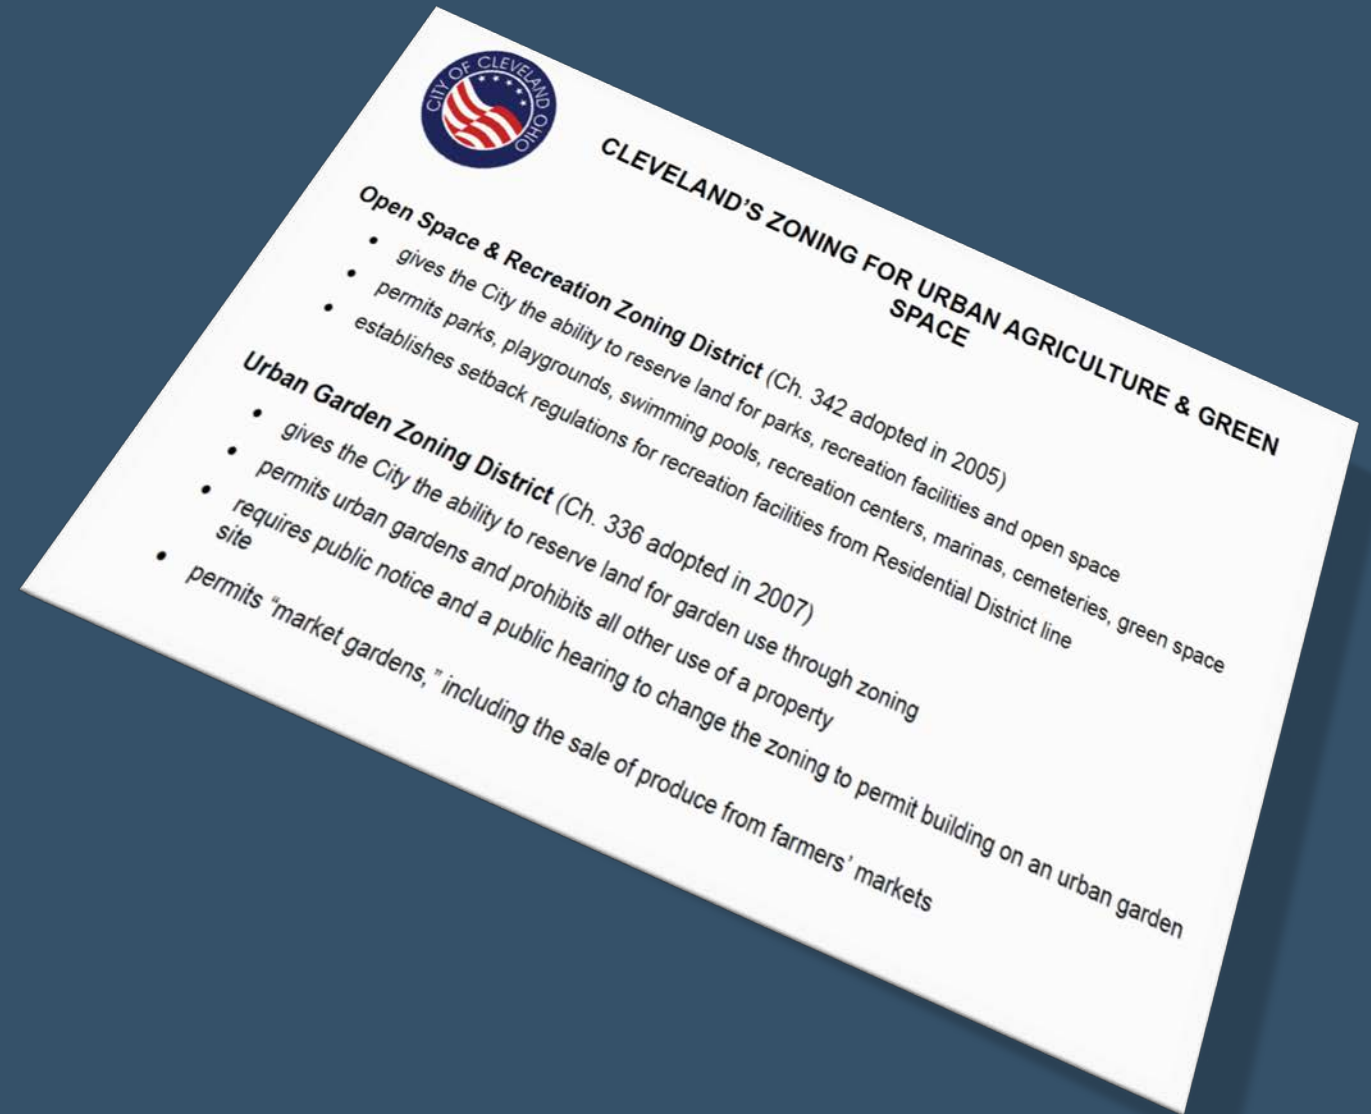 CITY OF CLEVELAND OHIO
CLEVELAND'S ZONING FOR URBAN AGRICULTURE & GREEN
SPACE
Open Space & Recreation Zoning District (Ch. 342 adopted in 2005)
• gives the City the ability to reserve land for parks, recreation facilities and open space
• permits parks, playgrounds, swimming pools, recreation centers, marinas, cemeteries, green space
• establishes setback regulations for recreation facilities from Residential District line
Urban Garden Zoning District (Ch. 336 adopted in 2007)
• gives the City the ability to reserve land for garden use through zoning
• permits urban gardens and prohibits all other use of a property
• requires public notice and a public hearing to change the zoning to permit building on an urban garden
site
• permits “market gardens,” including the sale of produce from farmers’ markets